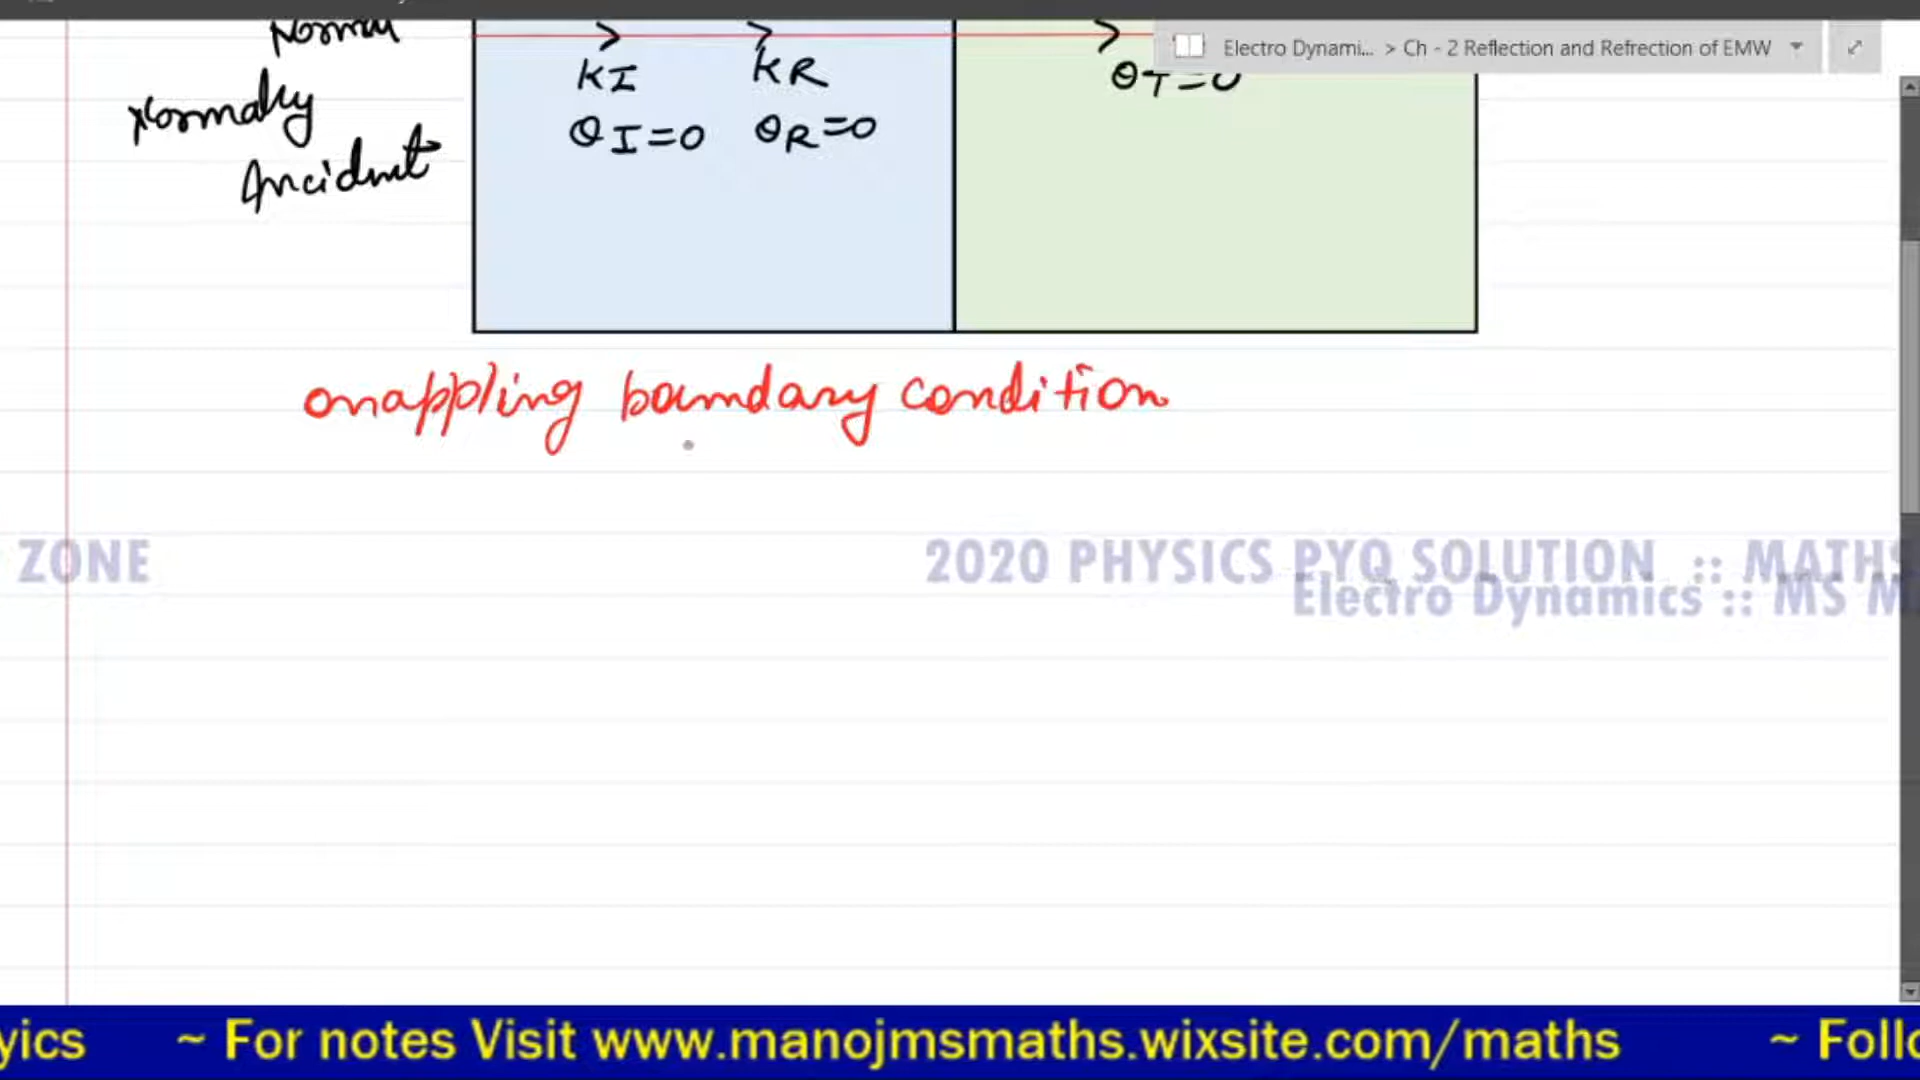 Normal
Electro Dynami... > Ch - 2 Reflection and Refrection of EMW
kI kR
θT=0
Normally
θI=0 θR=0
Incident
onappling boundary condition
ZONE
2020 PHYSICS PYQ SOLUTION :: MATHS
Electro Dynamics :: MS M
yics ~ For notes Visit www.manojmsmaths.wixsite.com/maths ~ Follo